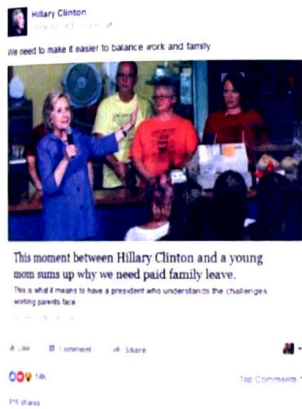 Hillary Clinton
We need to make it easier to balance work and family
This moment between Hillary Clinton and a young
mom sums up why we need paid family leave.
This is what it means to have a president who understands the challenges
working parents face
Like Comment Share
14K
Top Comments
shares